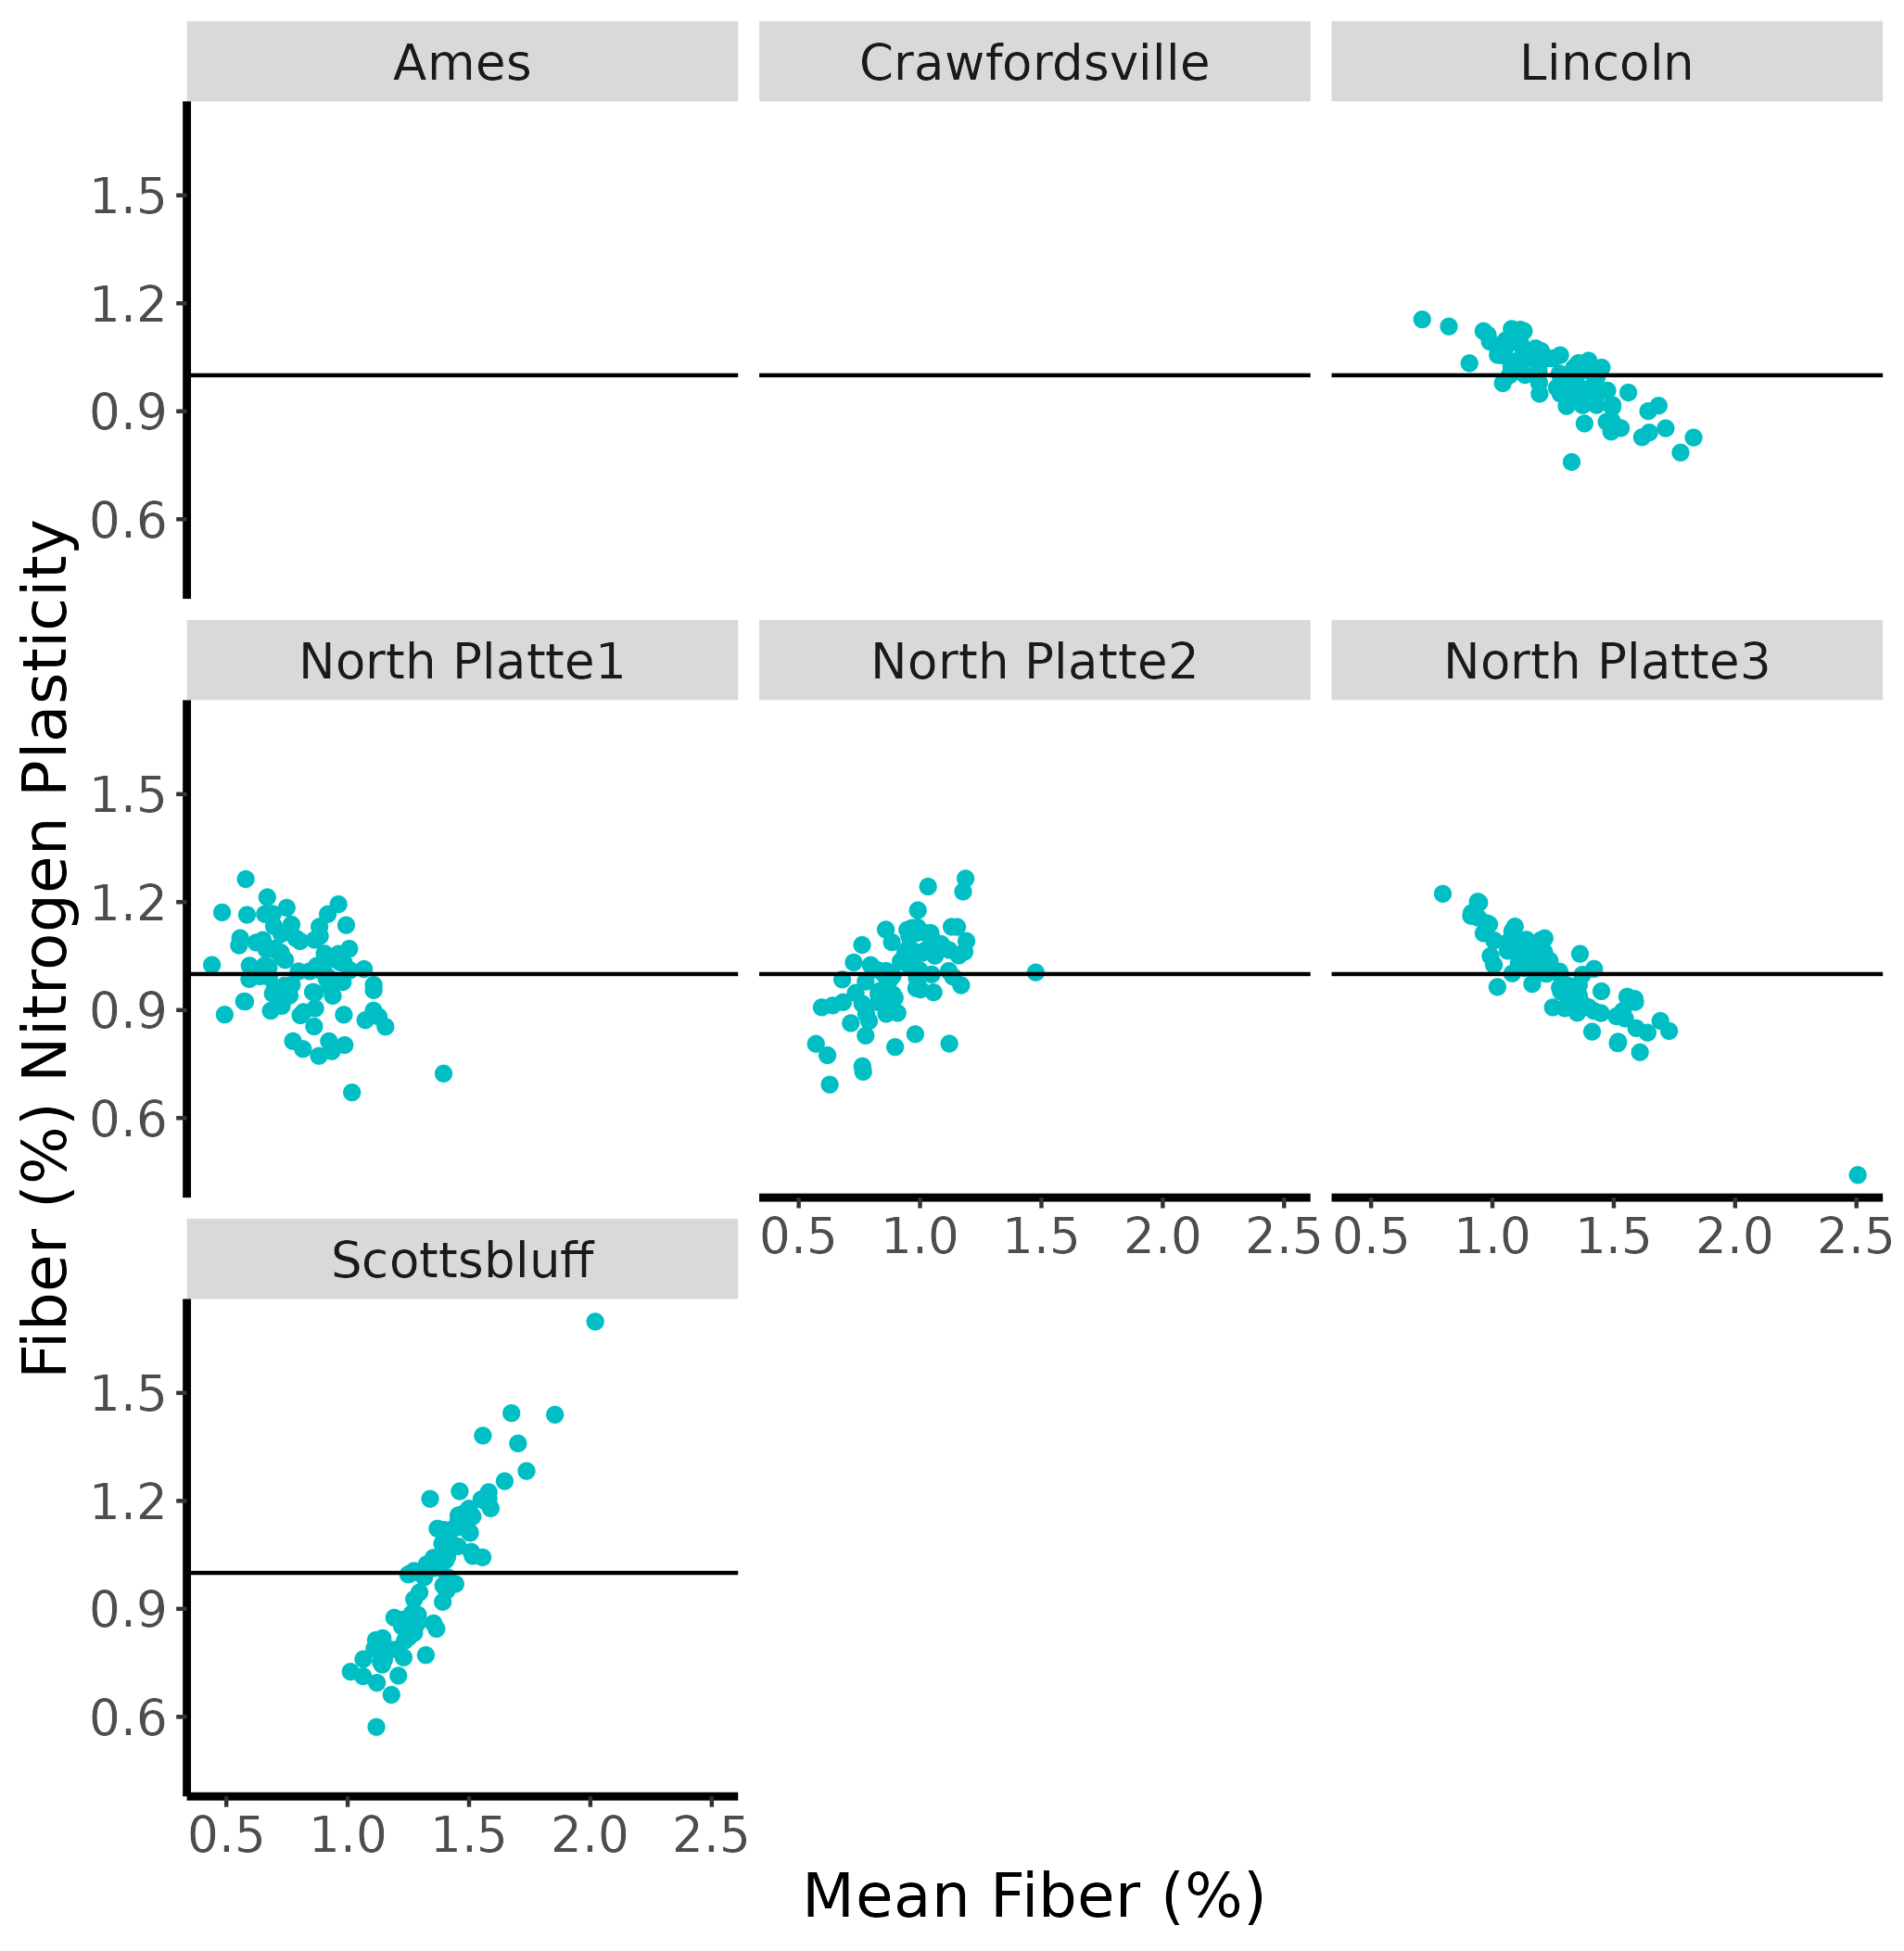 Ames
Crawfordsville
Lincoln
1.5
1.2
0.9
0.6
North Platte1
North Platte2
North Platte3
1.5
1.2
0.9
0.6
0.5 1.0 1.5 2.0 2.5
0.5 1.0 1.5 2.0 2.5
Scottsbluff
1.5
1.2
0.9
0.6
0.5 1.0 1.5 2.0 2.5
Fiber (%) Nitrogen Plasticity
Mean Fiber (%)